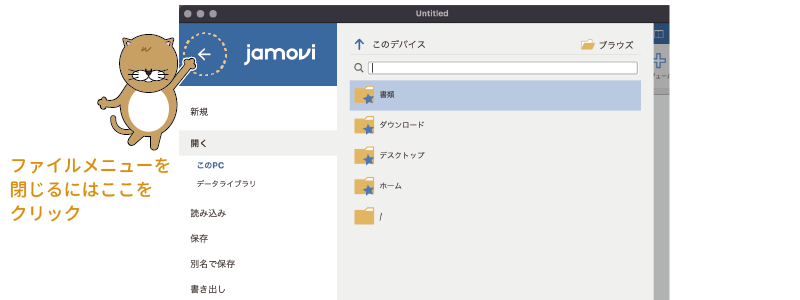 Untitled
jamovi
このデバイス
ブラウズ
書類
新規
ダウンロード
開く
デスクトップ
このPC
データライブラリ
ホーム
読み込み
/
保存
別名で保存
書き出し
ファイルメニューを
閉じるにはここを
クリック